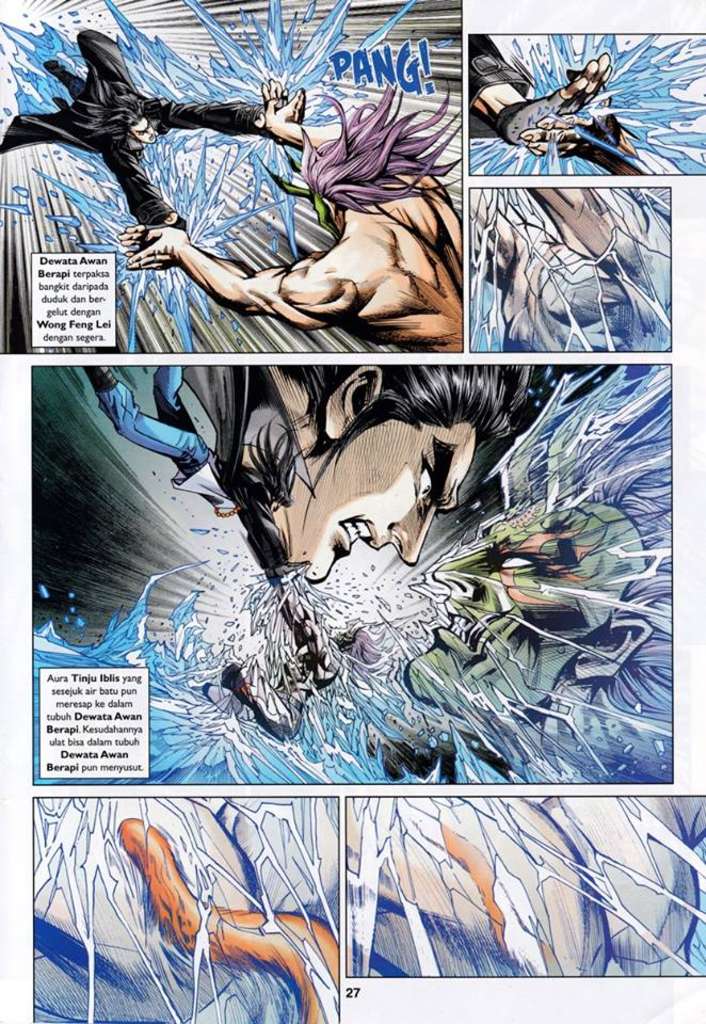 PANG!
Dewata Awan
Berapi terpaksa
bangkit daripada
duduk dan ber-
gelut dengan
Wong Feng Lei
dengan segera.
Aura Tinju Iblis yang
sesejuk air batu pun
meresap ke dalam
tubuh Dewata Awan
Berapi. Kesudahannya
ulat bisa dalam tubuh
Dewata Awan
Berapi pun menyusut.
27